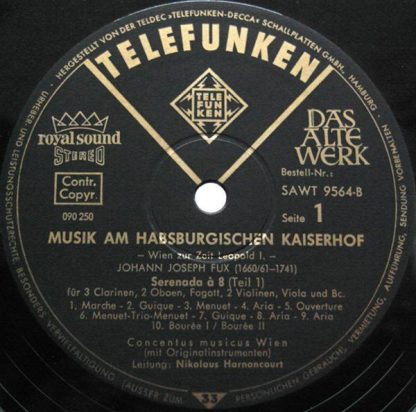 HERGESTELLT VON DER TELDEC »TELEFUNKEN-DECCA« SCHALLPLATTEN GMBH, HAMBURG
URHEBER- UND LEISTUNGSSCHUTZRECHTE
BESONDERS VERVIELFÄLTIGUNG
TELEFUNKEN
TELE
FUN
KEN
royal sound
STEREO
DAS
ALTE
WERK
Contr.
Copyr.
090 250
Bestell-Nr.:
SAWT 9564-B
Seite 1
MUSIK AM HABSBURGISCHEN KAISERHOF
– Wien zur Zeit Leopold I. –
JOHANN JOSEPH FUX (1660/61–1741)
Serenada à 8 (Teil 1)
für 3 Clarinen, 2 Oboen, Fagott, 2 Violinen, Viola und Bc.
1. Marche - 2. Guique - 3. Menuet - 4. Aria - 5. Ouverture
6. Menuet-Trio-Menuet - 7. Guique - 8. Aria - 9. Aria
10. Bourée I / Bourée II
Concentus musicus Wien
(mit Originalinstrumenten)
Leitung: Nikolaus Harnoncourt
(AUSSER ZUM
33
PERSÖNLICHEN GEBRAUCH), VERMIETUNG, AUFFÜHRUNG, SENDUNG VORBEHALTEN